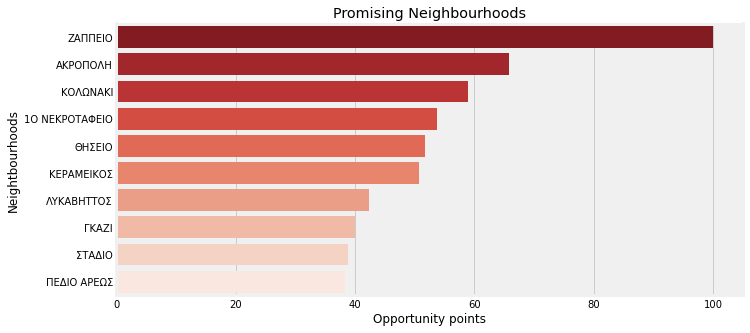 Promising Neighbourhoods
Neightbourhoods
ΖΑΠΠΕΙΟ
ΑΚΡΟΠΟΛΗ
ΚΟΛΩΝΑΚΙ
1Ο ΝΕΚΡΟΤΑΦΕΙΟ
ΘΗΣΕΙΟ
ΚΕΡΑΜΕΙΚΟΣ
ΛΥΚΑΒΗΤΤΟΣ
ΓΚΑΖΙ
ΣΤΑΔΙΟ
ΠΕΔΙΟ ΑΡΕΩΣ
0 20 40 60 80 100
Opportunity points